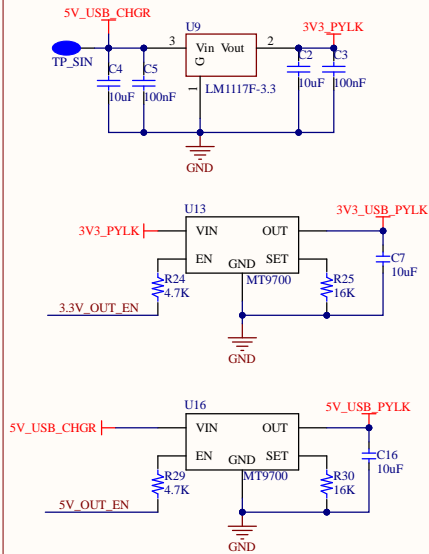 5V_USB_CHGR
U9
3V3_PYLK
3
Vin Vout
2
G
TP_SIN
C4
C5
C2
C3
1
LM1117F-3.3
10uF
100nF
10uF
100nF
GND
U13
3V3_USB_PYLK
3V3_PYLK
VIN
OUT
EN
GND
SET
C7
10uF
R24
4.7K
MT9700
R25
16K
3.3V_OUT_EN
GND
U16
5V_USB_PYLK
5V_USB_CHGR
VIN
OUT
EN
GND
SET
C16
10uF
R29
4.7K
MT9700
R30
16K
5V_OUT_EN
GND